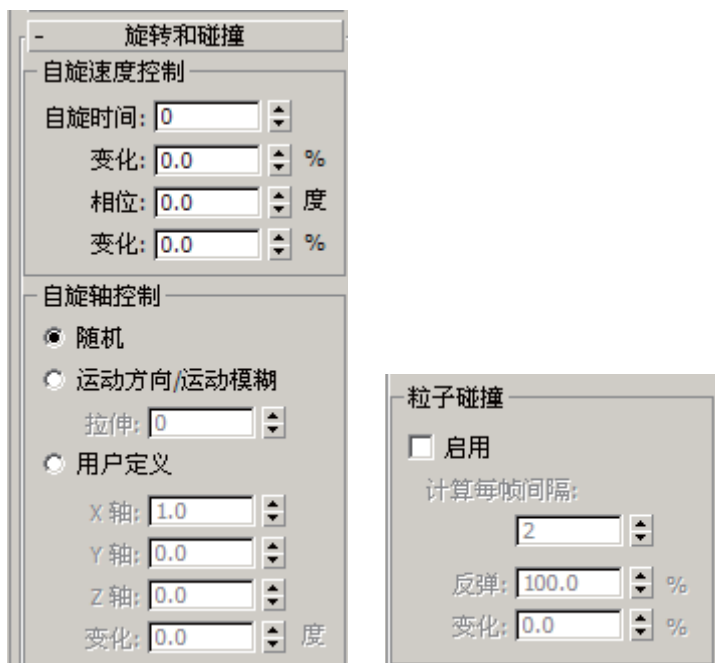 - 旋转和碰撞
自旋速度控制
自旋时间: 0
变化: 0.0 %
相位: 0.0 度
变化: 0.0 %
自旋轴控制
随机
运动方向/运动模糊
拉伸: 0
用户定义
X 轴: 1.0
Y 轴: 0.0
Z 轴: 0.0
变化: 0.0 度
粒子碰撞
启用
计算每帧间隔:
2
反弹: 100.0 %
变化: 0.0 %